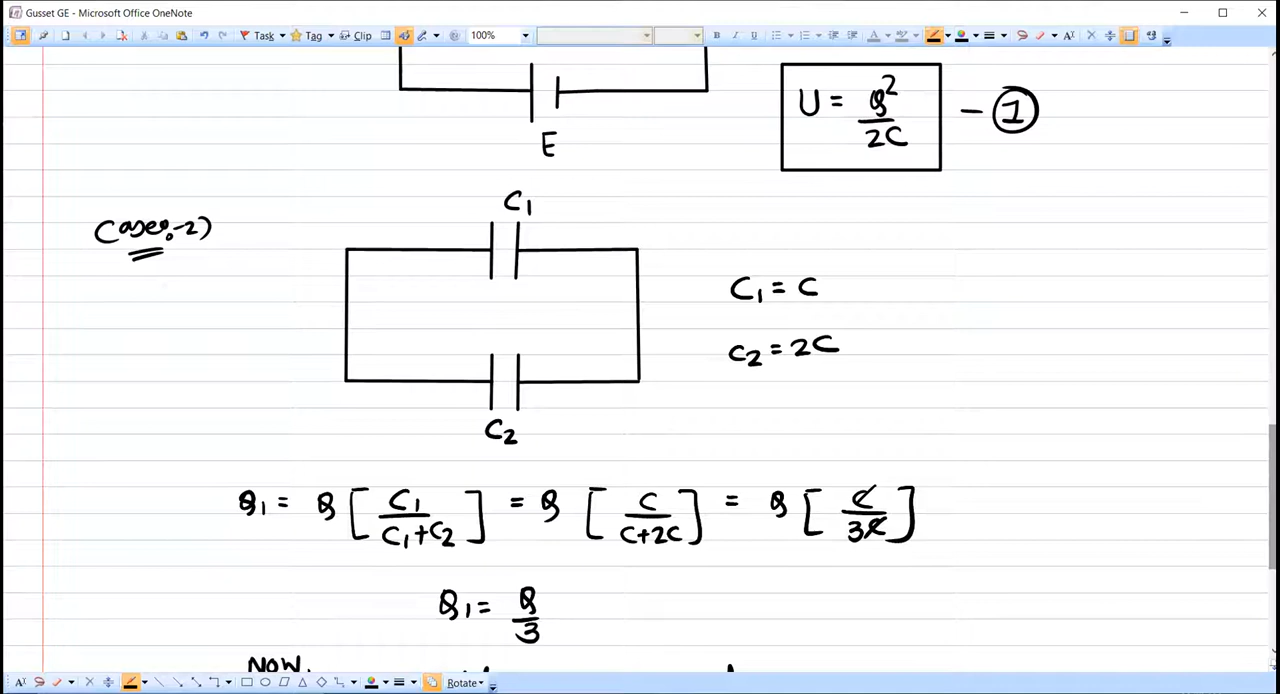 Gusset GE - Microsoft Office OneNote
Task Tag Clip 100%
U = Q²/2C — ①
E
Case:-2)
C₁
C₁ = C
C₂ = 2C
C₂
Q₁ = Q [ C₁/C₁+C₂ ] = Q [ C/C+2C ] = Q [ C/3C ]
Q₁ = Q/3
NOW,
Rotate